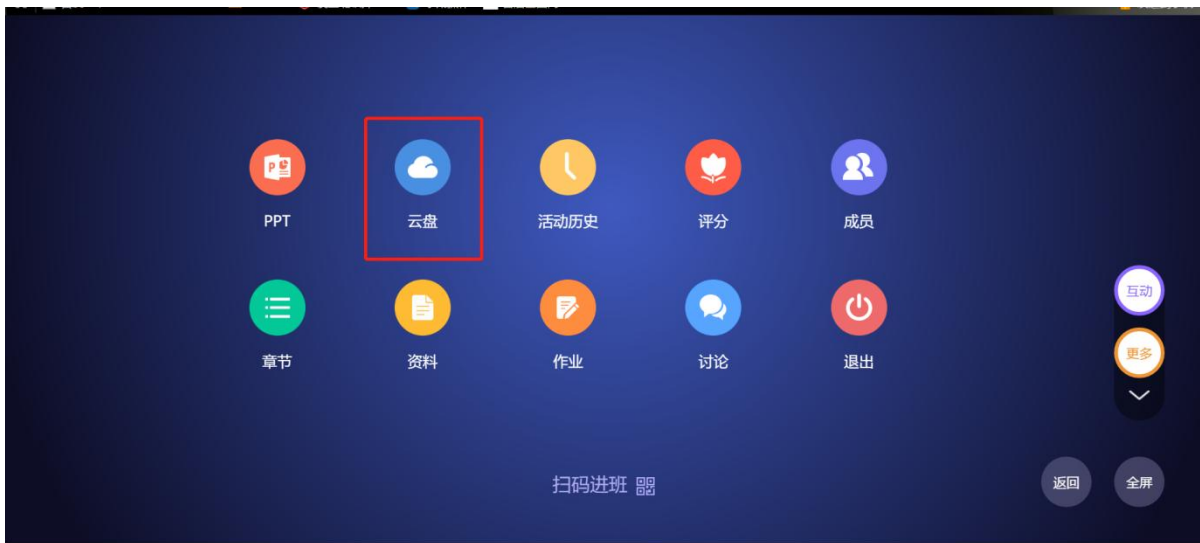 PPT
云盘
活动历史
评分
成员
章节
资料
作业
讨论
退出
互动
更多
扫码进班
返回
全屏